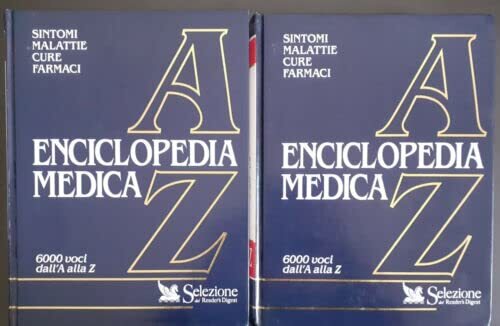 SINTOMI
MALATTIE
CURE
FARMACI
A
ENCICLOPEDIA
MEDICA
Z
6000 voci
dall'A alla Z
Selezione
dal Reader's Digest
SINTOMI
MALATTIE
CURE
FARMACI
A
ENCICLOPEDIA
MEDICA
Z
6000 voci
dall'A alla Z
Selezione
dal Reader's Digest